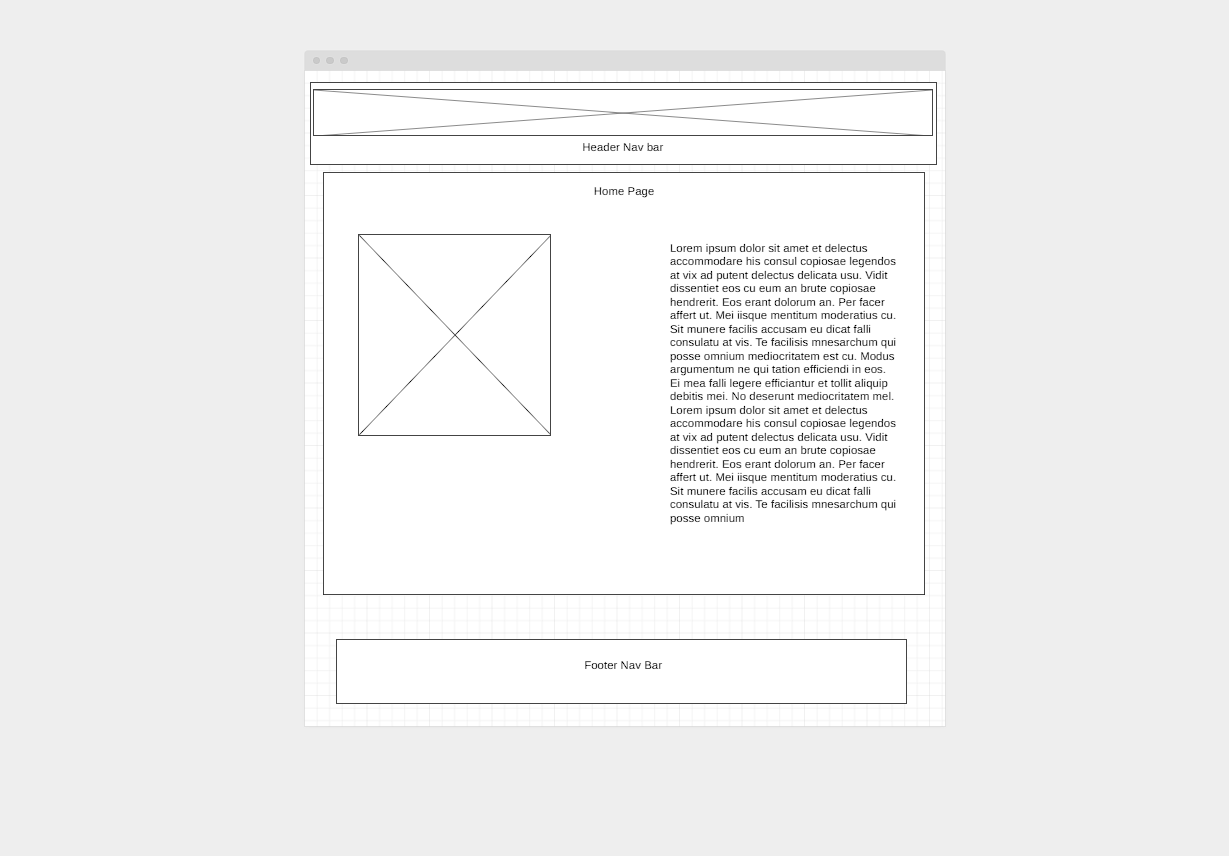 Header Nav bar
Home Page
Lorem ipsum dolor sit amet et delectus
accommodare his consul copiosae legendos
at vix ad putent delectus delicata usu. Vidit
dissentiet eos cu eum an brute copiosae
hendrerit. Eos erant dolorum an. Per facer
affert ut. Mei iisque mentitum moderatius cu.
Sit munere facilis accusam eu dicat falli
consulatu at vis. Te facilisis mnesarchum qui
posse omnium mediocritatem est cu. Modus
argumentum ne qui tation efficiendi in eos.
Ei mea falli legere efficiantur et tollit aliquip
debitis mei. No deserunt mediocritatem mel.
Lorem ipsum dolor sit amet et delectus
accommodare his consul copiosae legendos
at vix ad putent delectus delicata usu. Vidit
dissentiet eos cu eum an brute copiosae
hendrerit. Eos erant dolorum an. Per facer
affert ut. Mei iisque mentitum moderatius cu.
Sit munere facilis accusam eu dicat falli
consulatu at vis. Te facilisis mnesarchum qui
posse omnium
Footer Nav Bar